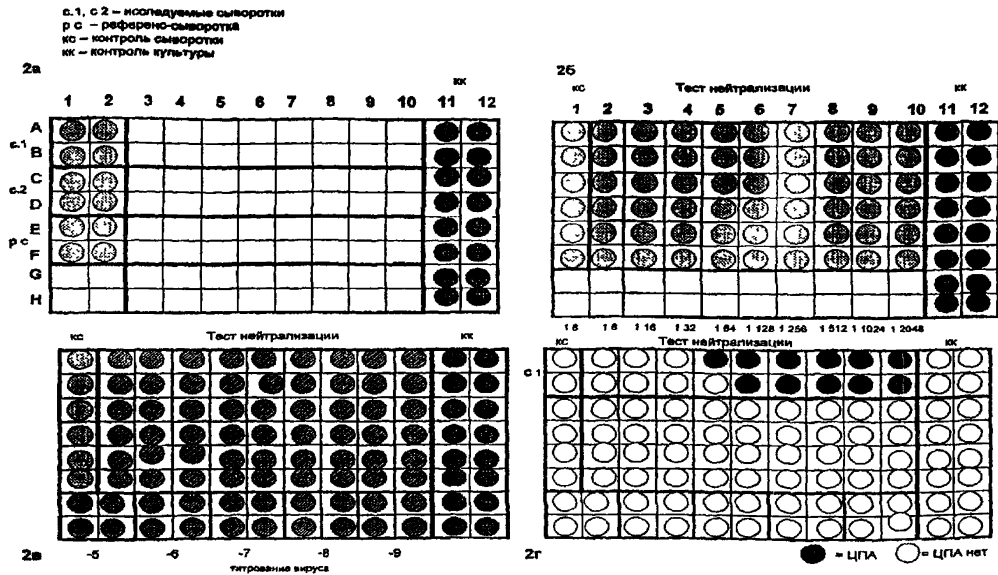 с.1, с 2 – исследуемые сыворотки
р с – референс-сыворотка
кс – контроль сыворотки
кк – контроль культуры
2а
кк
1 2 3 4 5 6 7 8 9 10 11 12
A
с.1
B
C
с.2
D
E
р с
F
G
H
2б
кс Тест нейтрализации кк
1 2 3 4 5 6 7 8 9 10 11 12
1 8 1 8 1 16 1 32 1 64 1 128 1 256 1 512 1 1024 1 2048
кс Тест нейтрализации кк
2в -5 -6 -7 -8 -9
титрование вируса
кс Тест нейтрализации кк
с 1
2г
= ЦПА = ЦПА нет